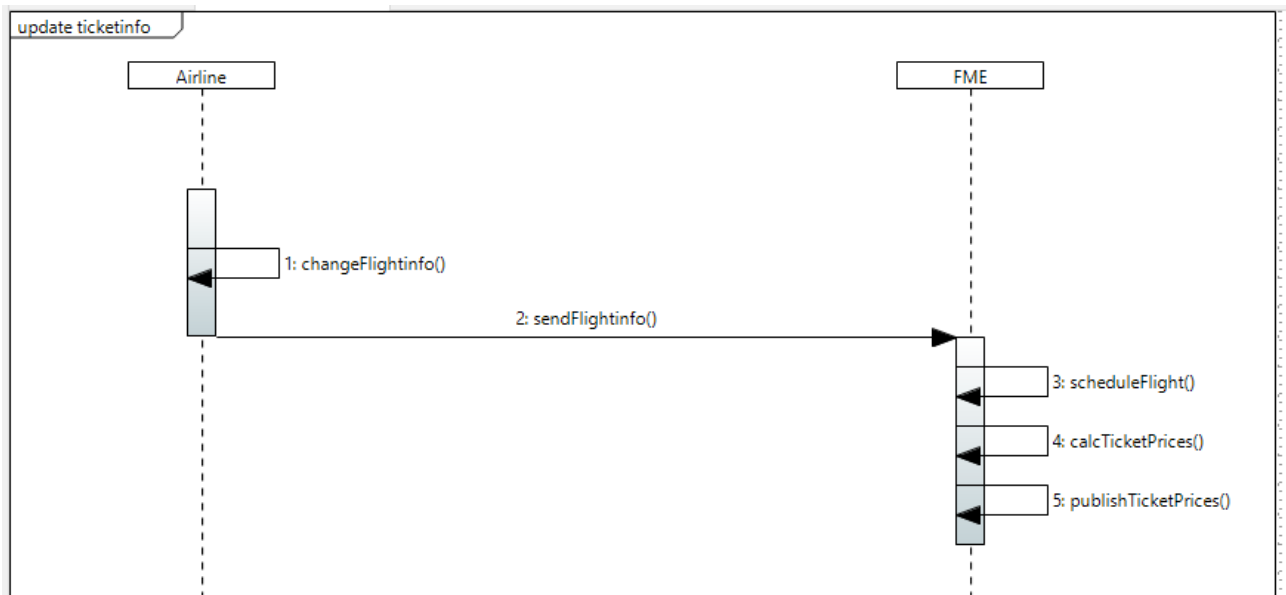 update ticketinfo
Airline
FME
1: changeFlightinfo()
2: sendFlightinfo()
3: scheduleFlight()
4: calcTicketPrices()
5: publishTicketPrices()